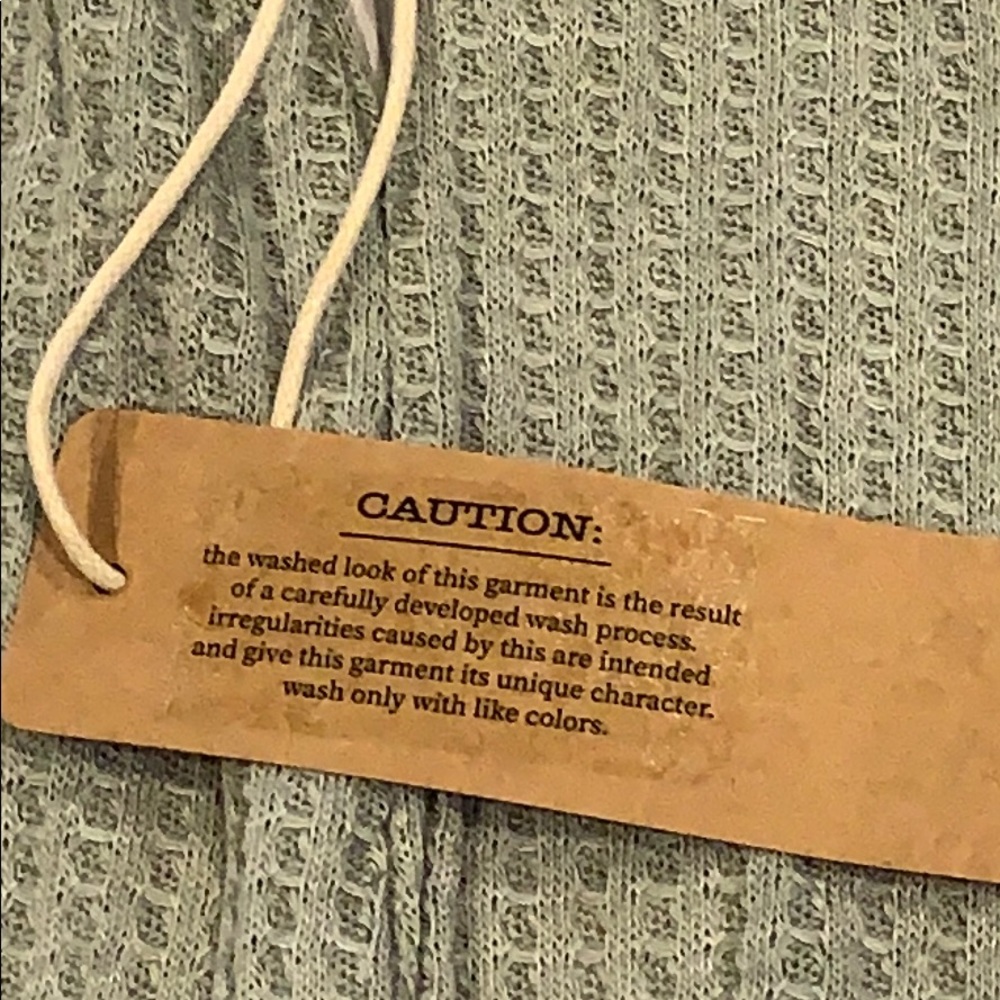 CAUTION:
the washed look of this garment is the result
of a carefully developed wash process.
irregularities caused by this are intended
and give this garment its unique character.
wash only with like colors.